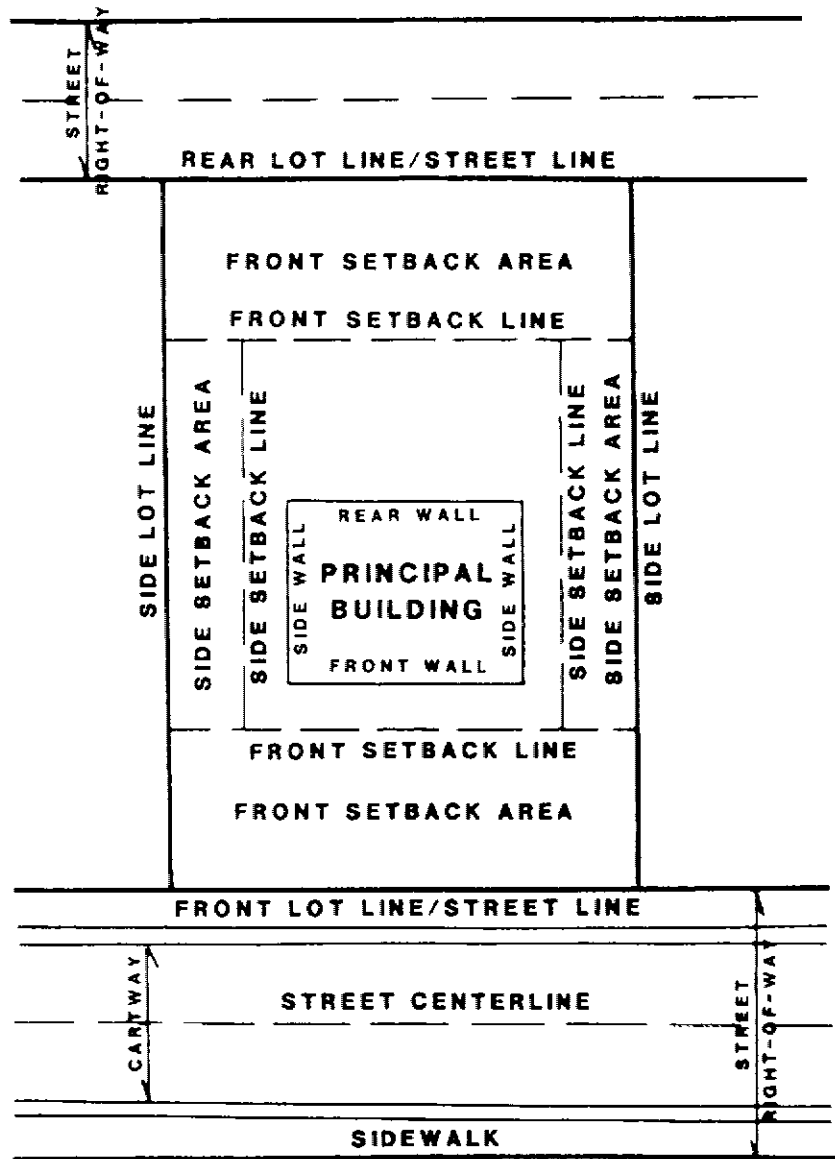 STREET
RIGHT-OF-WAY
REAR LOT LINE/STREET LINE
FRONT SETBACK AREA
FRONT SETBACK LINE
SIDE LOT LINE
SIDE SETBACK AREA
SIDE SETBACK LINE
SIDE WALL
REAR WALL
PRINCIPAL
BUILDING
FRONT WALL
SIDE WALL
SIDE SETBACK LINE
SIDE SETBACK AREA
SIDE LOT LINE
FRONT SETBACK LINE
FRONT SETBACK AREA
FRONT LOT LINE/STREET LINE
CARTWAY
STREET CENTERLINE
STREET
RIGHT-OF-WAY
SIDEWALK